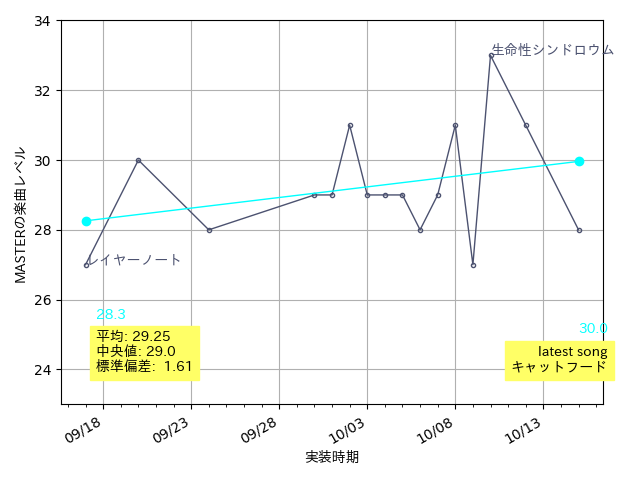 34
生命性シンドロウム
32
30
MASTERの楽曲レベル
28
レイヤーノート
26
28.3
30.0
平均: 29.25
中央値: 29.0
標準偏差: 1.61
latest song
キャットフード
24
09/18
09/23
09/28
10/03
10/08
10/13
実装時期